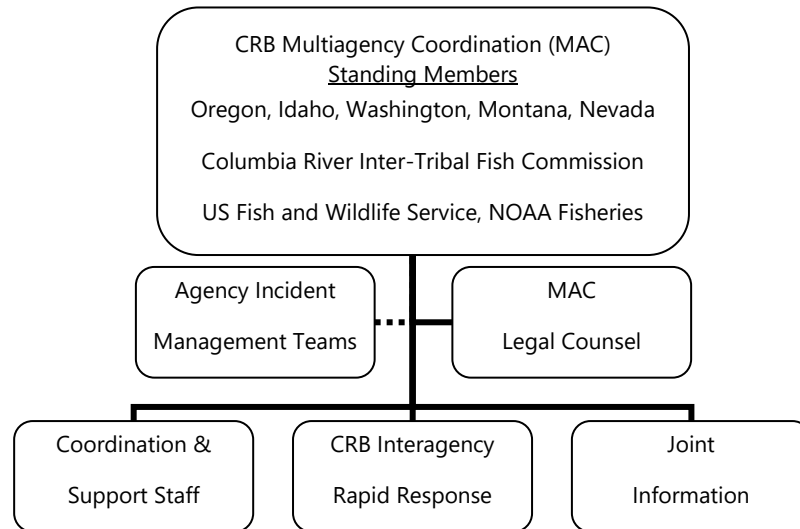 CRB Multiagency Coordination (MAC)
Standing Members
Oregon, Idaho, Washington, Montana, Nevada
Columbia River Inter-Tribal Fish Commission
US Fish and Wildlife Service, NOAA Fisheries
Agency Incident
Management Teams
MAC
Legal Counsel
Coordination &
Support Staff
CRB Interagency
Rapid Response
Joint
Information